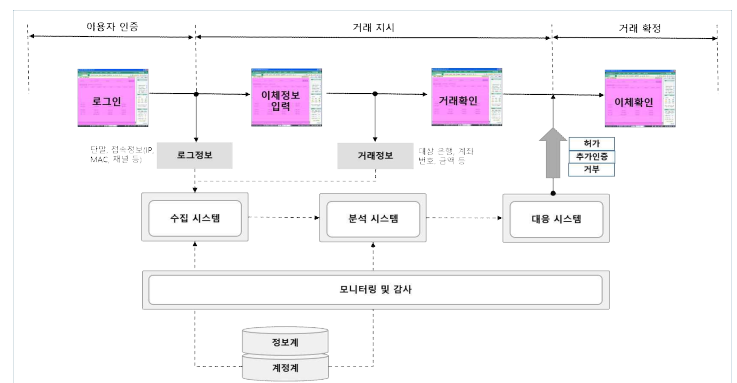 이용자 인증
거래 지시
거래 확정
로그인
이체정보
입력
거래확인
이체확인
단말, 접속정보(IP,
MAC, 채널 등)
로그정보
거래정보
대상 은행, 계좌
번호, 금액 등
허가
추가인증
거부
수집 시스템
분석 시스템
대응 시스템
모니터링 및 감사
정보계
계정계